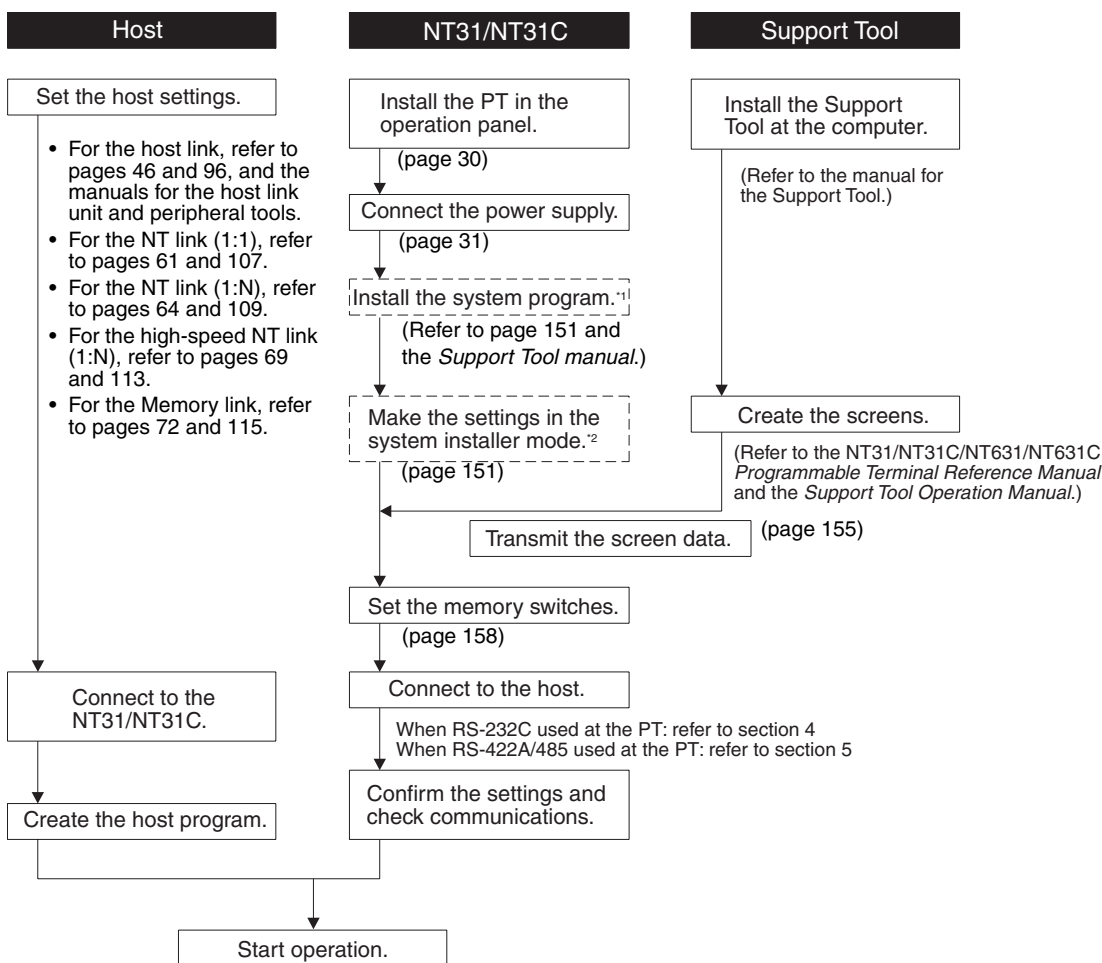 Host
NT31/NT31C
Support Tool
Set the host settings.
• For the host link, refer to
pages 46 and 96, and the
manuals for the host link
unit and peripheral tools.
• For the NT link (1:1), refer
to pages 61 and 107.
• For the NT link (1:N), refer
to pages 64 and 109.
• For the high-speed NT link
(1:N), refer to pages 69
and 113.
• For the Memory link, refer
to pages 72 and 115.
Connect to the
NT31/NT31C.
Create the host program.
Install the PT in the
operation panel.
(page 30)
Connect the power supply.
(page 31)
Install the system program.*1
(Refer to page 151 and
the Support Tool manual.)
Make the settings in the
system installer mode.*2
(page 151)
Install the Support
Tool at the computer.
(Refer to the manual for
the Support Tool.)
Create the screens.
(Refer to the NT31/NT31C/NT631/NT631C
Programmable Terminal Reference Manual
and the Support Tool Operation Manual.)
Transmit the screen data.
(page 155)
Set the memory switches.
(page 158)
Connect to the host.
When RS-232C used at the PT: refer to section 4
When RS-422A/485 used at the PT: refer to section 5
Confirm the settings and
check communications.
Start operation.